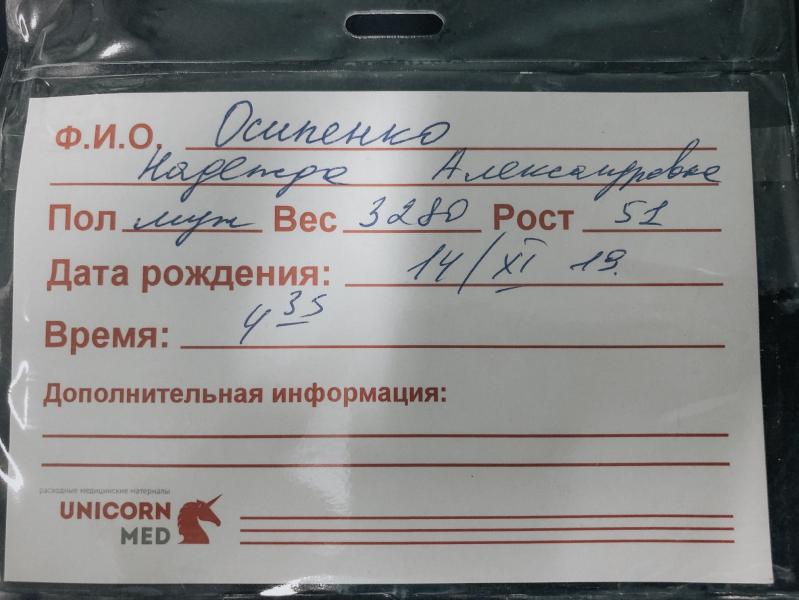 Ф.И.О. Осипенко
Надежда Александровна
Пол муж Вес 3280 Рост 51
Дата рождения: 14/XI 19.
Время: 4 35
Дополнительная информация:
расходные медицинские материалы
UNICORN
MED